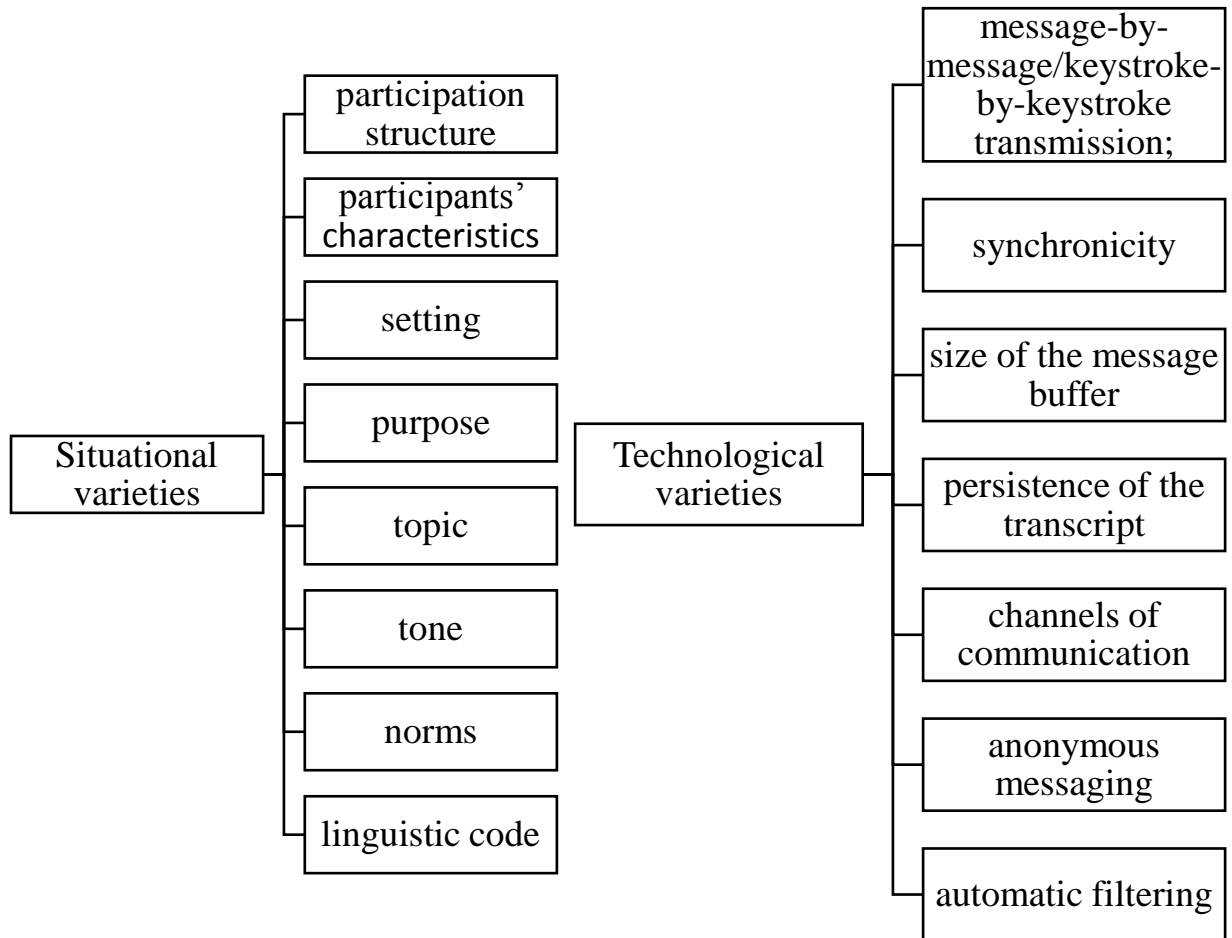 Situational
varieties
participation
structure
participants’
characteristics
setting
purpose
topic
tone
norms
linguistic code
Technological
varieties
message-by-
message/keystroke-
by-keystroke
transmission;
synchronicity
size of the message
buffer
persistence of the
transcript
channels of
communication
anonymous
messaging
automatic filtering